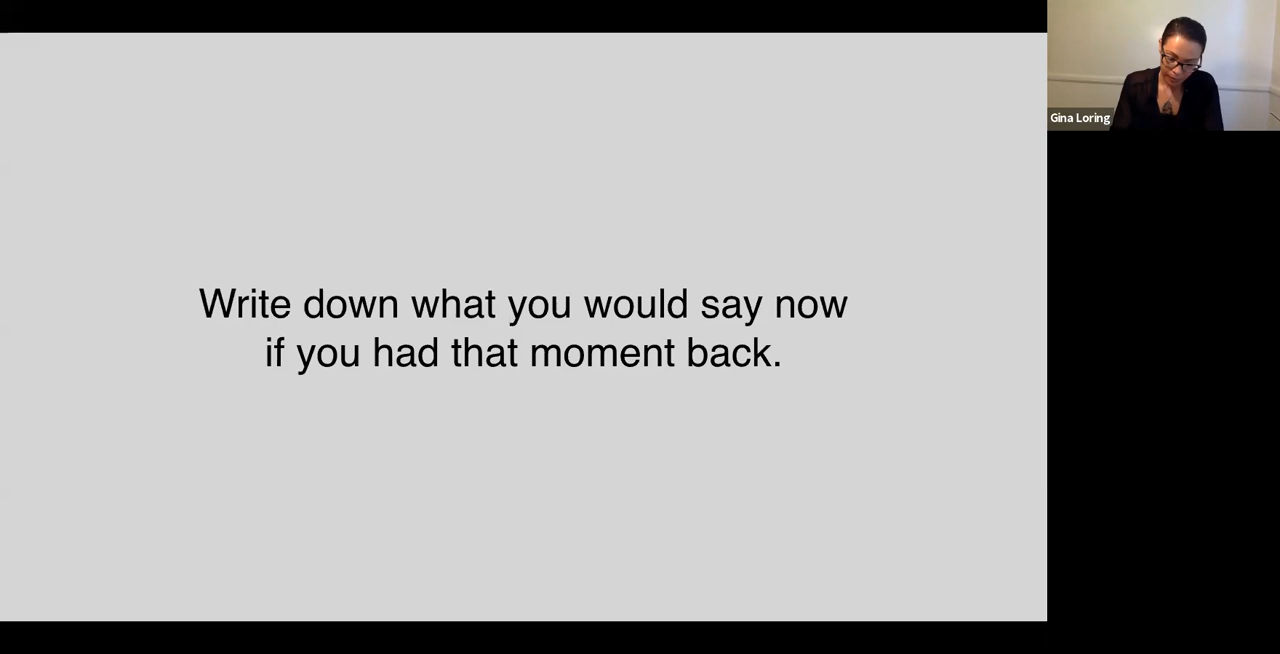 Write down what you would say now
if you had that moment back.
Gina Loring